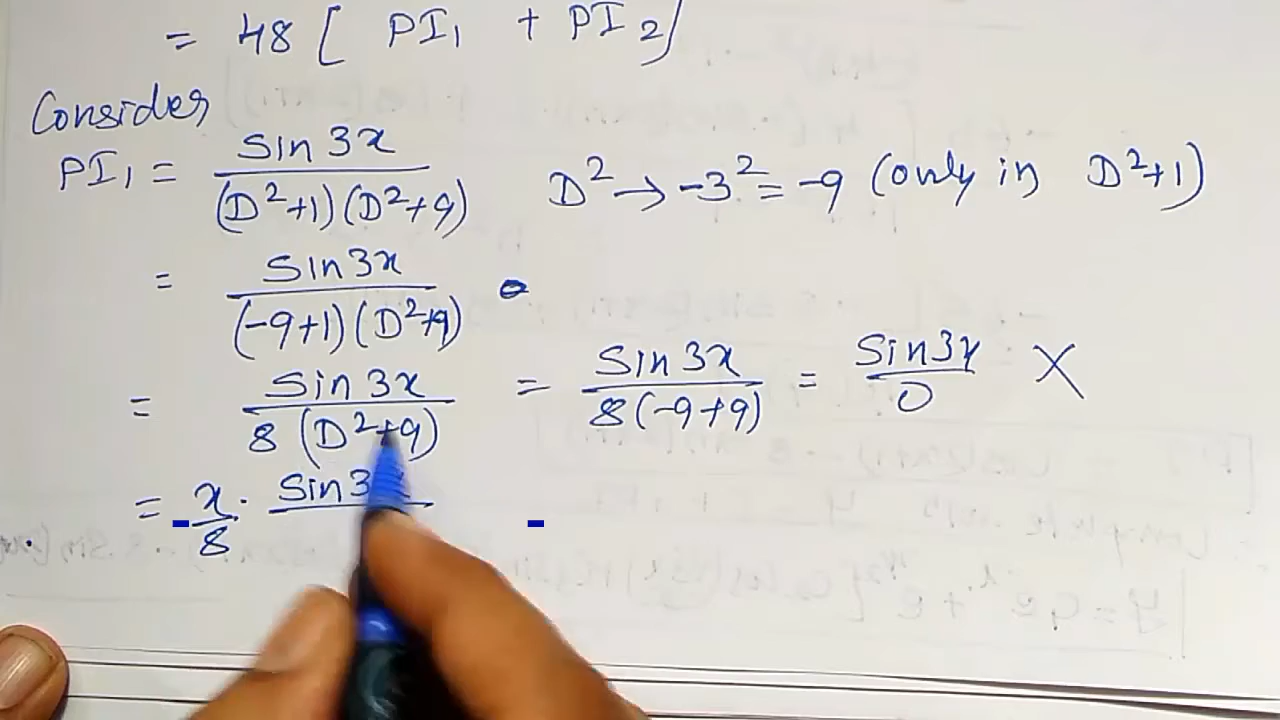 = 48 [ PI₁ + PI₂ ]
Consider
PI₁ = sin 3x / (D²+1)(D²+9) D² → -3² = -9 (only in D²+1)
= sin 3x / (-9+1)(D²+9)
= sin 3x / 8 (D²+9) = sin 3x / 8(-9+9) = sin 3x / 0 X
= - x/8 · sin 3